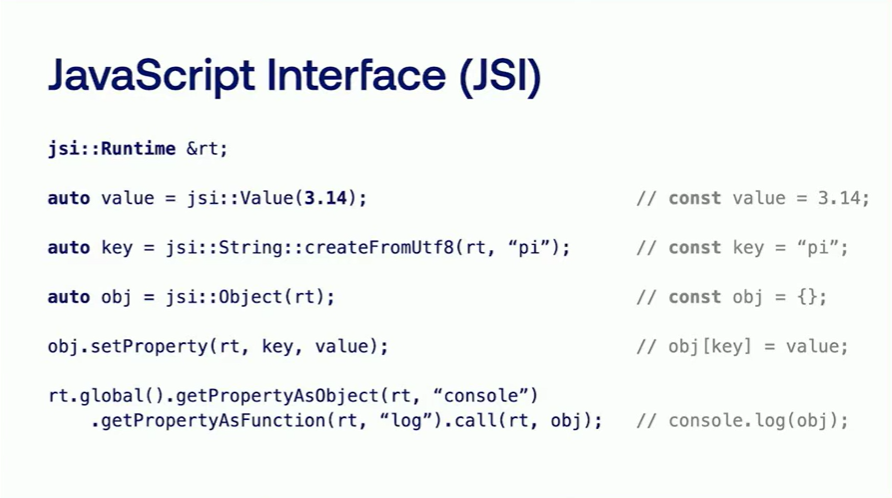 JavaScript Interface (JSI)
jsi::Runtime &rt;
auto value = jsi::Value(3.14); // const value = 3.14;
auto key = jsi::String::createFromUtf8(rt, “pi”); // const key = “pi”;
auto obj = jsi::Object(rt); // const obj = {};
obj.setProperty(rt, key, value); // obj[key] = value;
rt.global().getPropertyAsObject(rt, “console”)
.getPropertyAsFunction(rt, “log”).call(rt, obj); // console.log(obj);